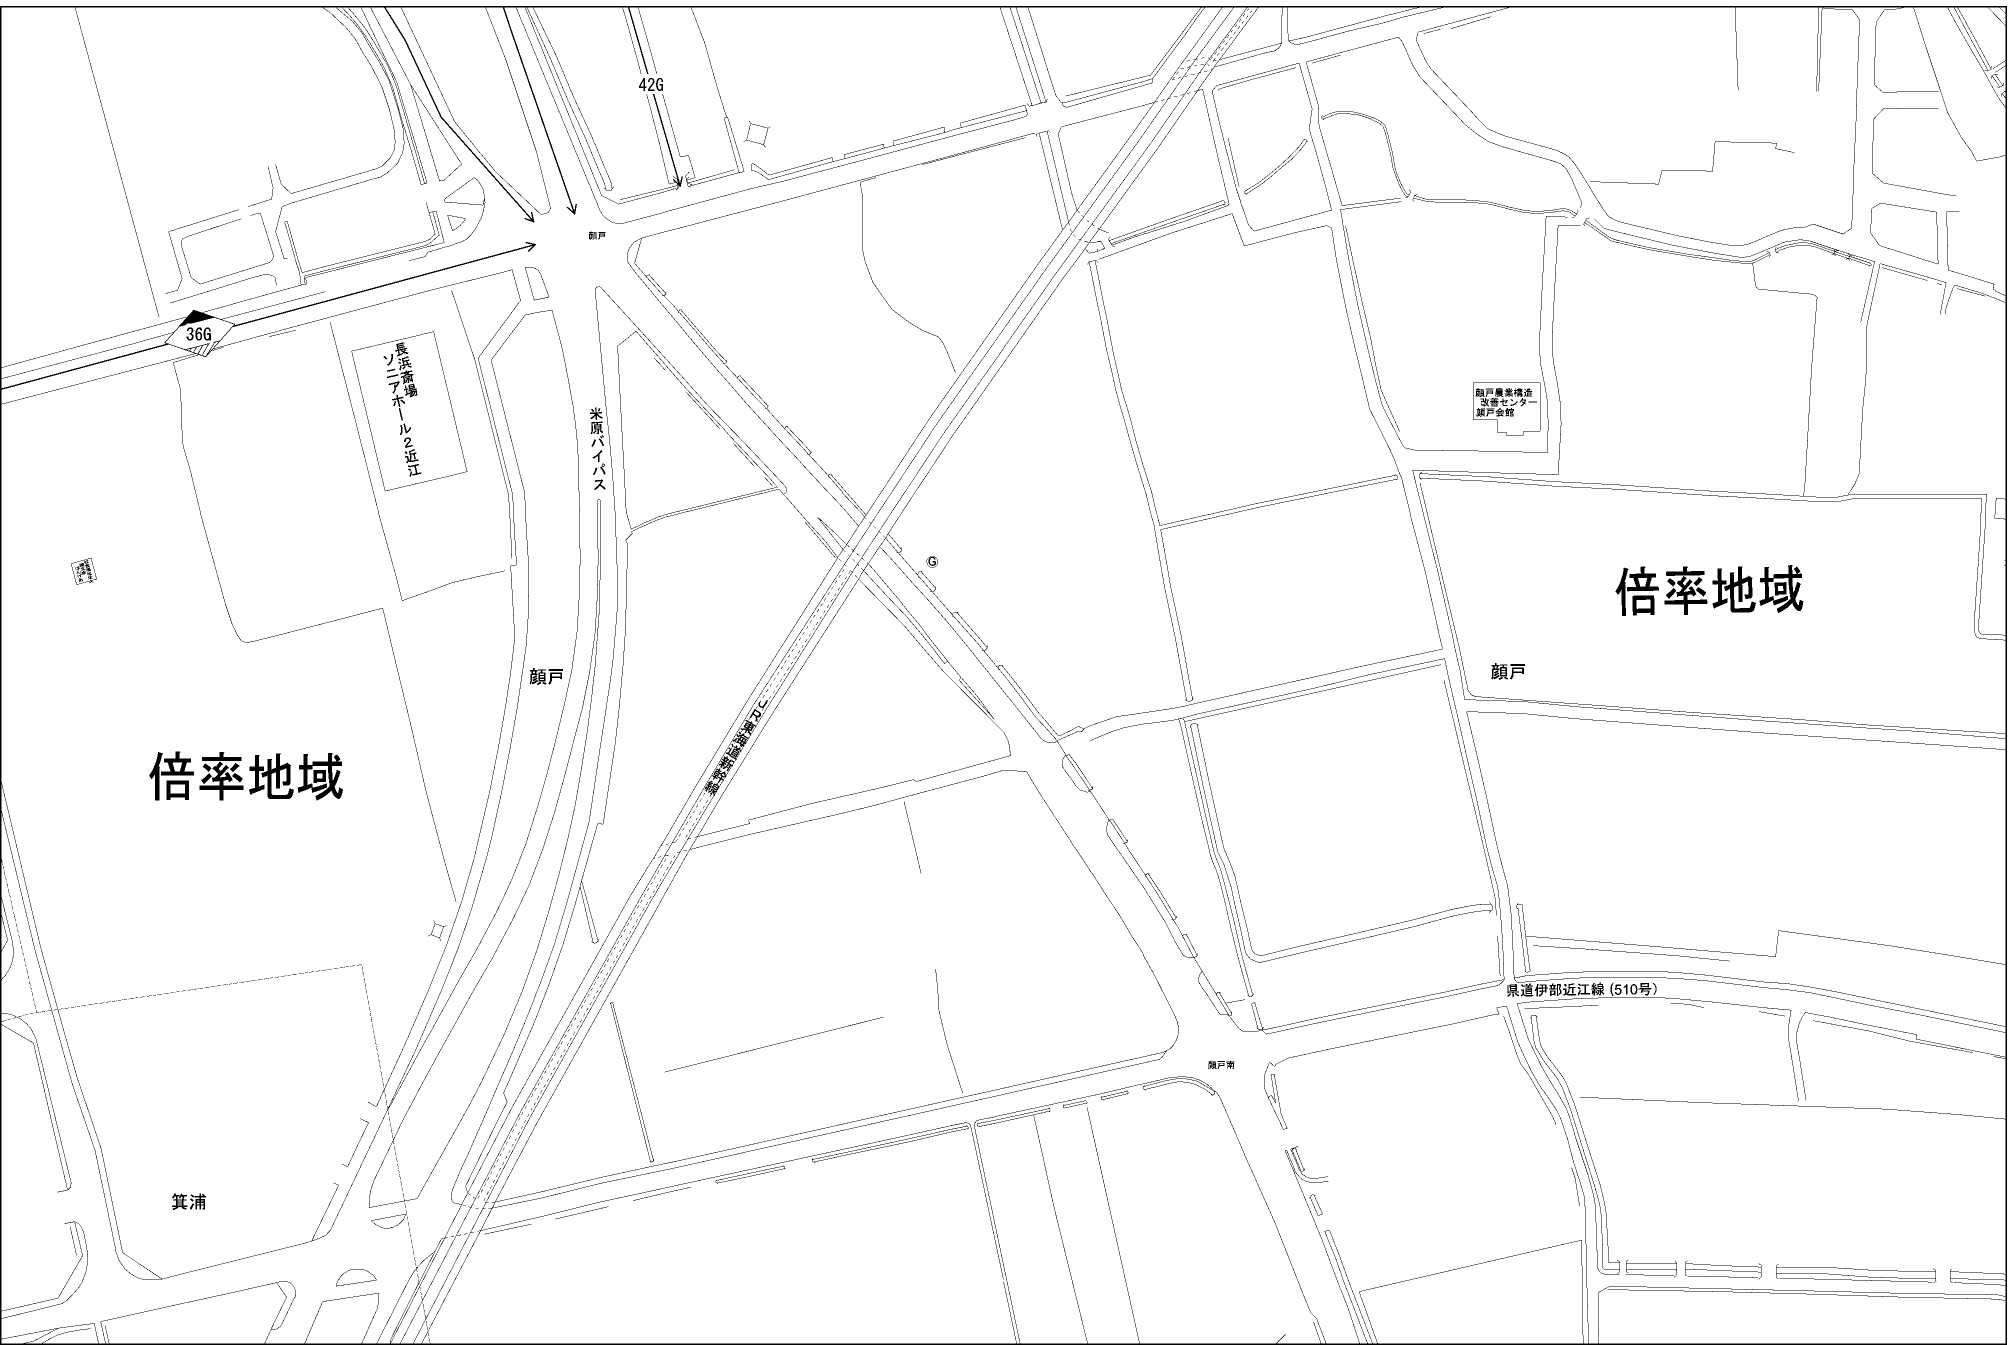 42G
顔戸
36G
長浜斎場
ソニアホール2近江
米原バイパス
顔戸農業構造
改善センター
顔戸会館
G
倍率地域
顔戸
顔戸
JR東海道新幹線
倍率地域
県道伊部近江線(510号)
顔戸南
箕浦